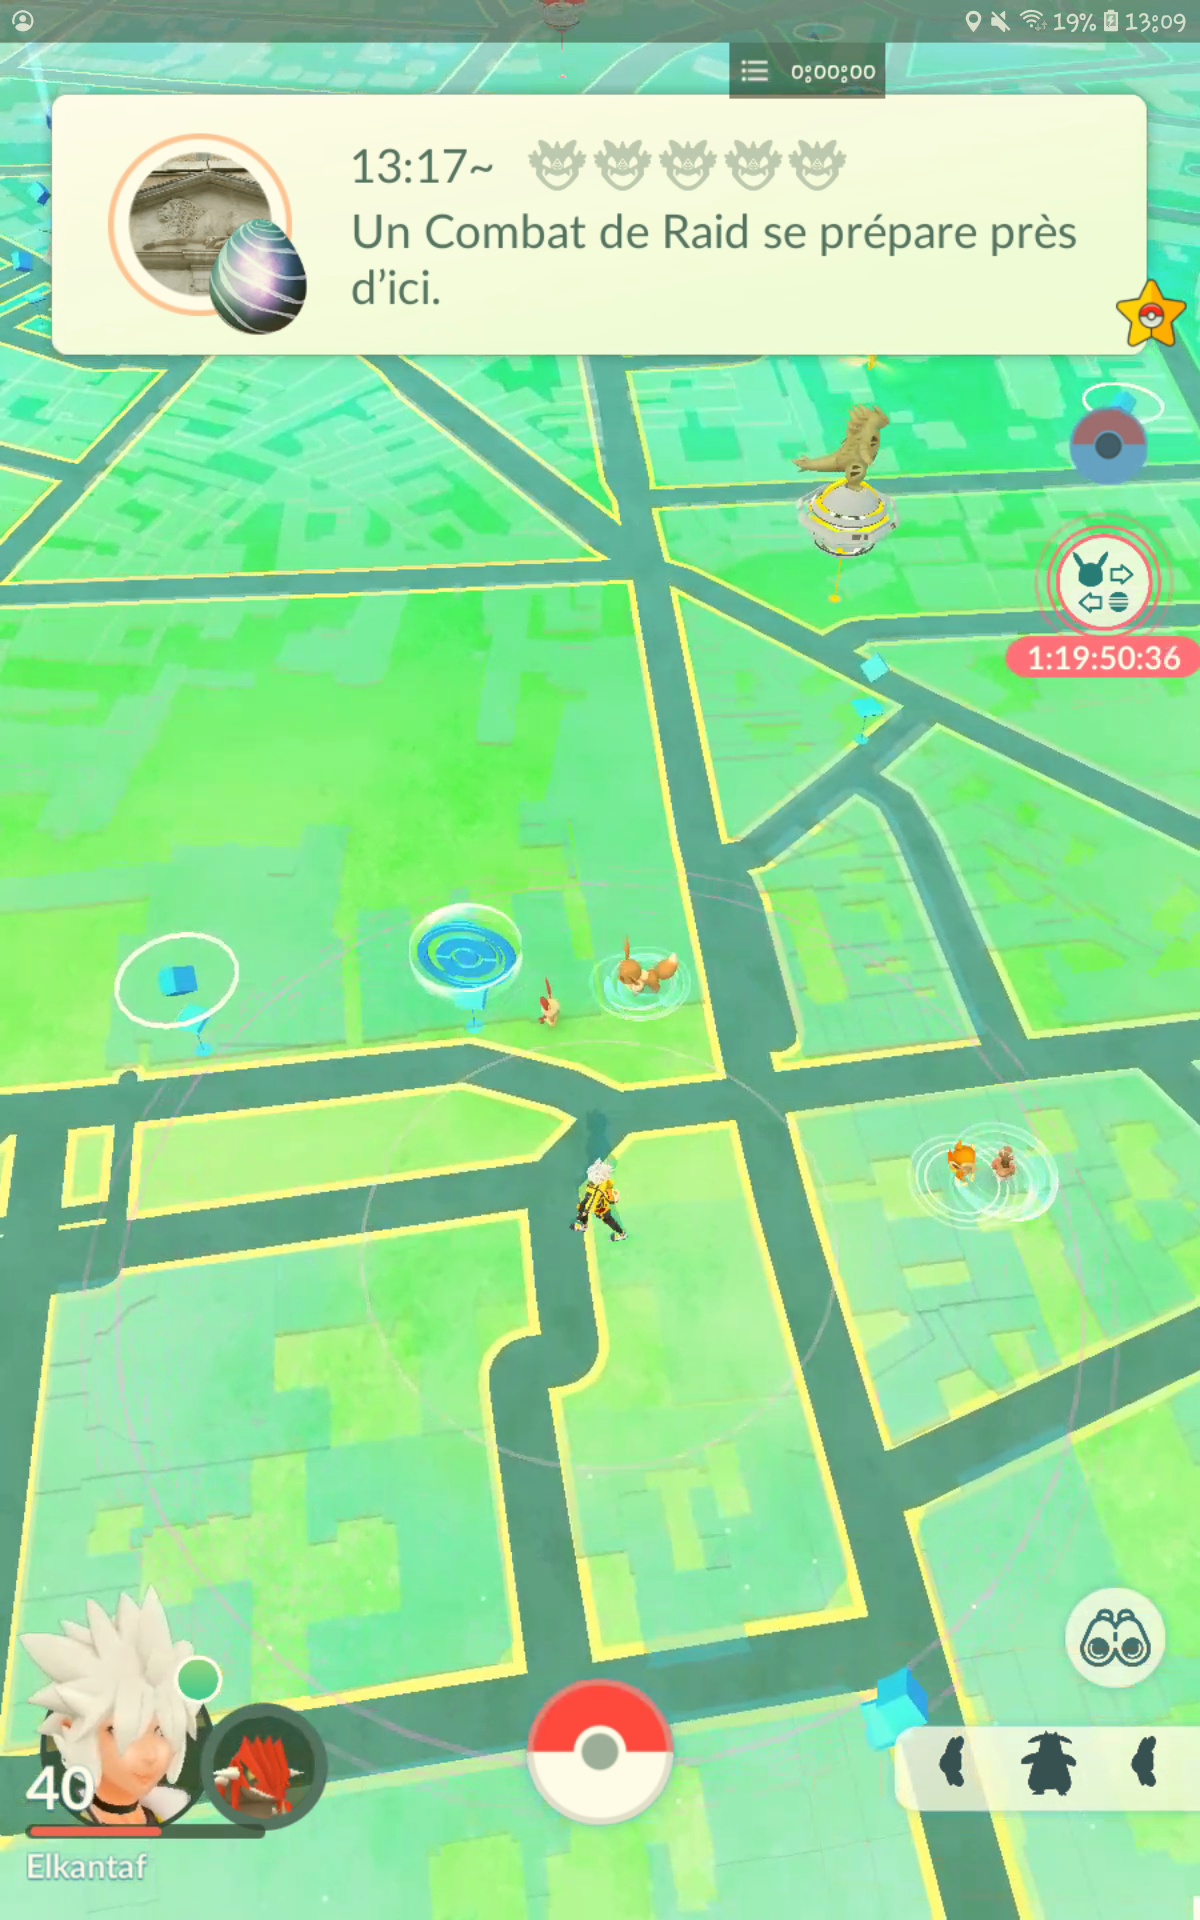 19% 13:09
0:00:00
13:17~
Un Combat de Raid se prépare près
d’ici.
1:19:50:36
40
Elkantaf